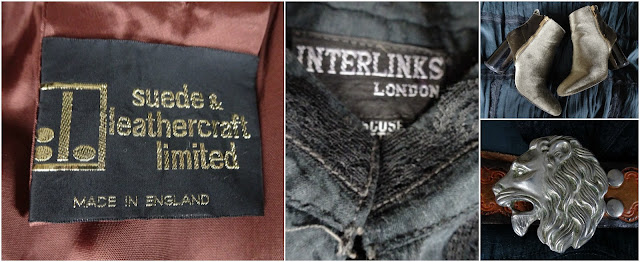 suede &
leathercraft
limited
MADE IN ENGLAND
INTERLINKS
LONDON